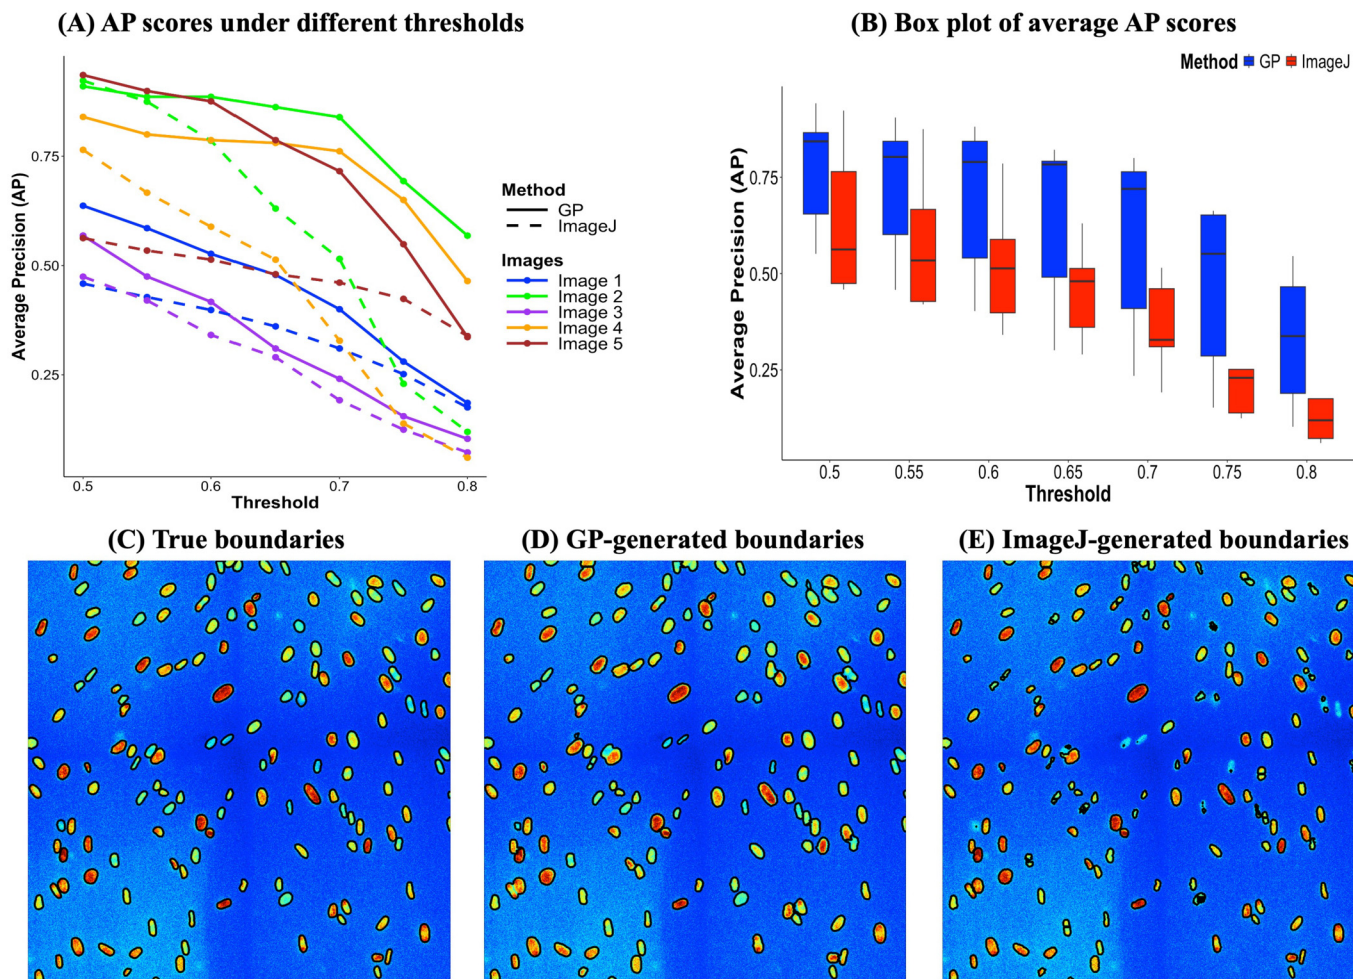 (A) AP scores under different thresholds
Average Precision (AP)
0.75
0.50
0.25
0.5
0.6
0.7
0.8
Threshold
Method
GP
ImageJ
Images
Image 1
Image 2
Image 3
Image 4
Image 5
(B) Box plot of average AP scores
Method GP ImageJ
Average Precision (AP)
0.75
0.50
0.25
0.5
0.55
0.6
0.65
0.7
0.75
0.8
Threshold
(C) True boundaries
(D) GP-generated boundaries
(E) ImageJ-generated boundaries